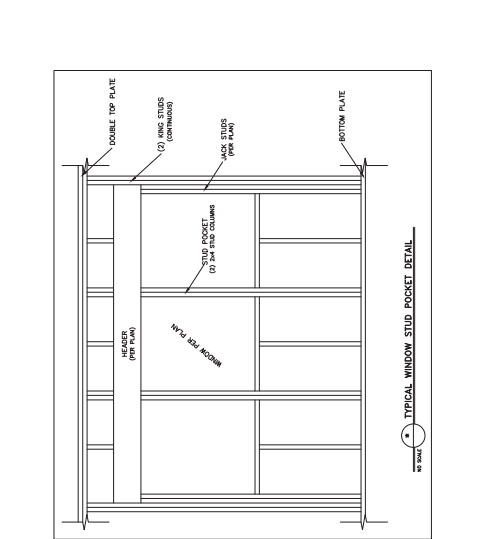 DOUBLE TOP PLATE
(2) KING STUDS
(CONTINUOUS)
JACK STUDS
(PER PLAN)
BOTTOM PLATE
STUD POCKET
(2) 2x4 STUD COLUMNS
HEADER
(PER PLAN)
WINDOW PER PLAN
* TYPICAL WINDOW STUD POCKET DETAIL
NO SCALE